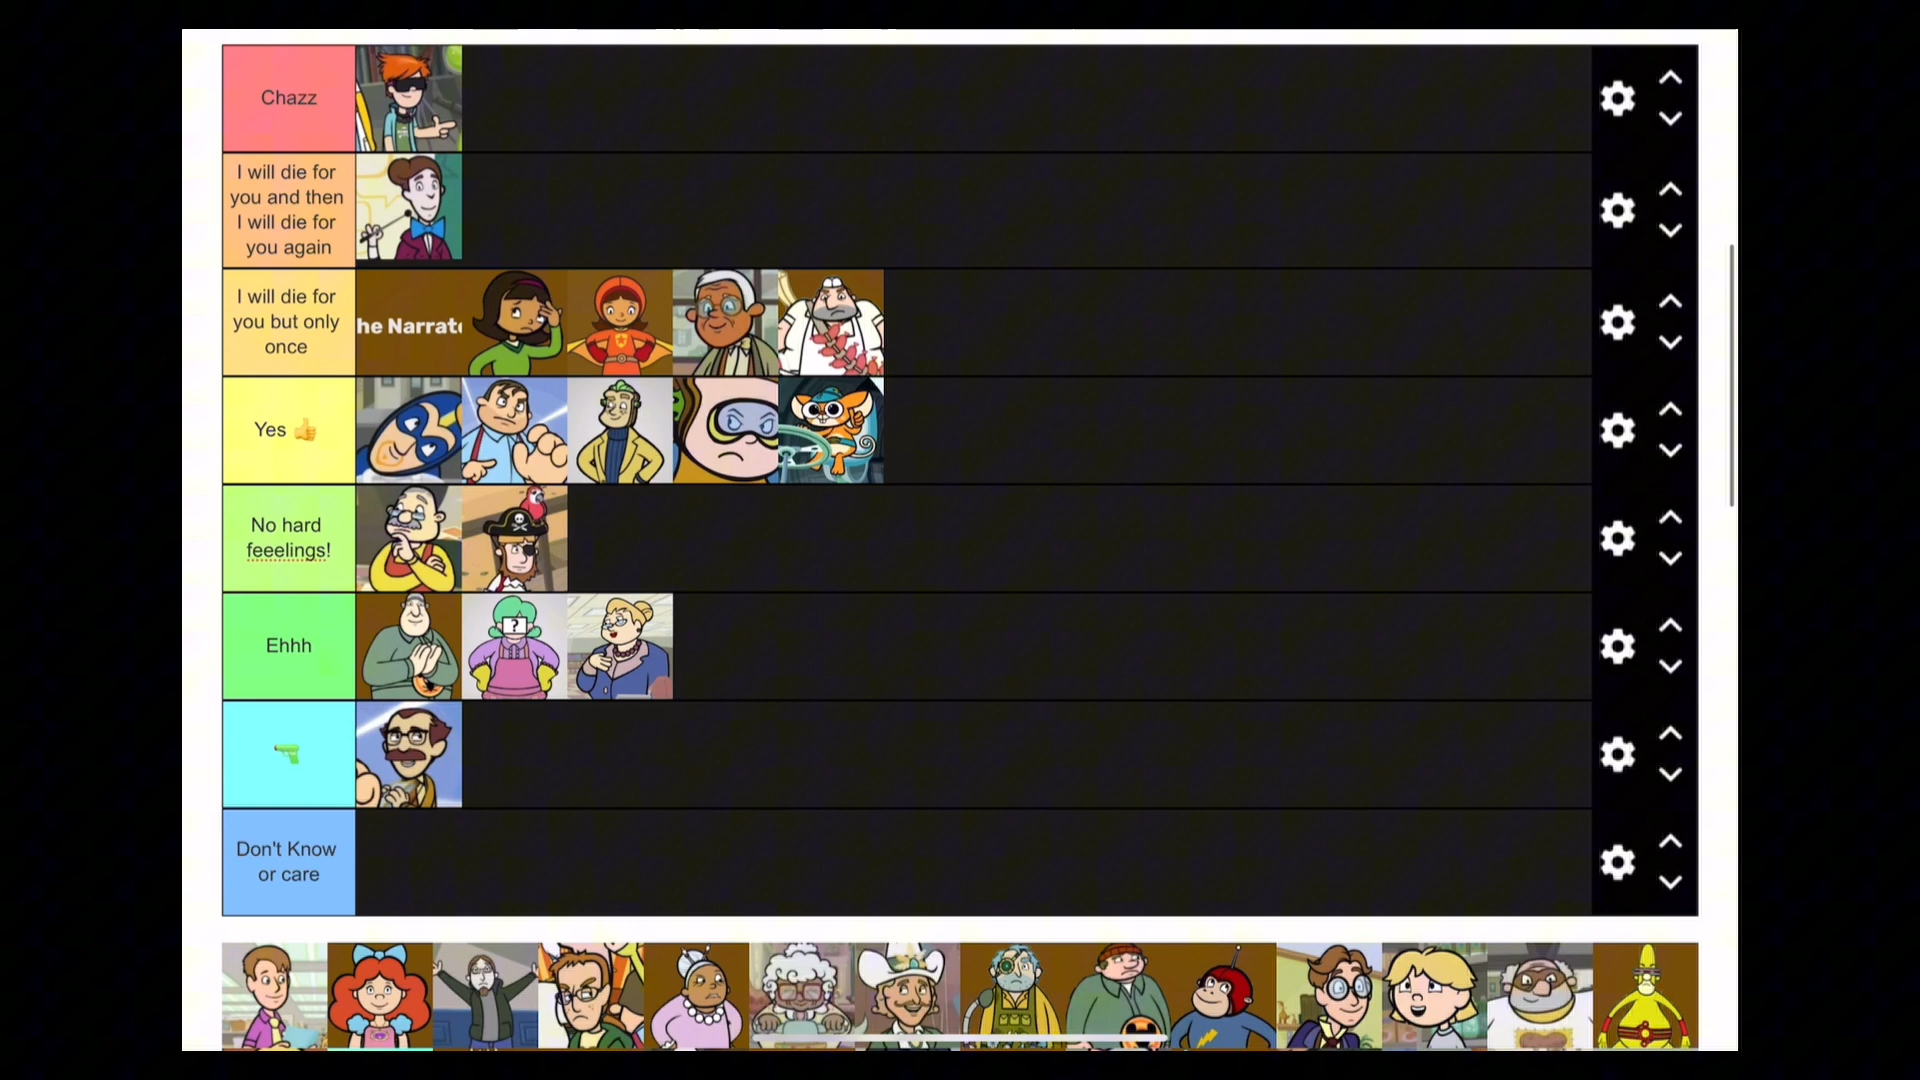 Chazz
I will die for
you and then
I will die for
you again
I will die for
you but only
once
he Narrat
Yes 👍
No hard
feeelings!
Ehhh
?
🔫
Don't Know
or care